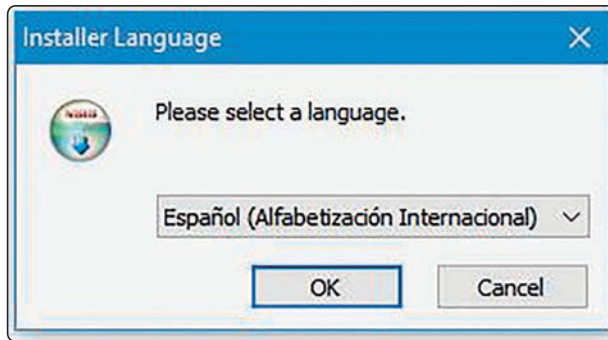 Installer Language
Please select a language.
Español (Alfabetización Internacional)
OK
Cancel